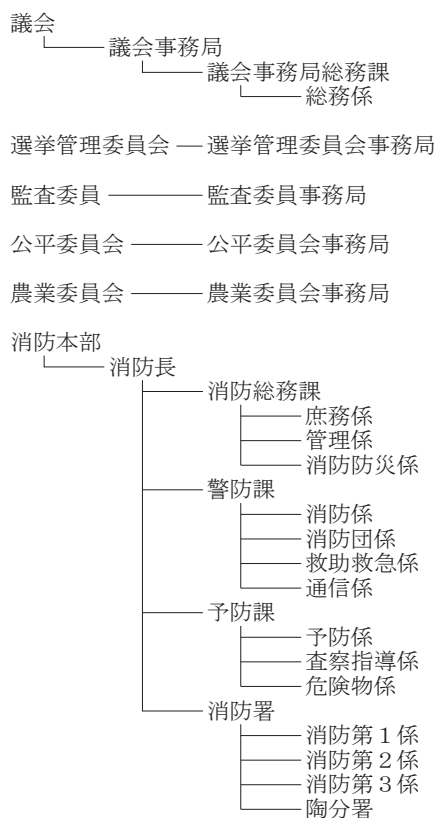 議会
議会事務局
議会事務局総務課
総務係
選挙管理委員会 選挙管理委員会事務局
監査委員 監査委員事務局
公平委員会 公平委員会事務局
農業委員会 農業委員会事務局
消防本部
消防長
消防総務課
庶務係
管理係
消防防災係
警防課
消防係
消防団係
救助救急係
通信係
予防課
予防係
査察指導係
危険物係
消防署
消防第１係
消防第２係
消防第３係
陶分署